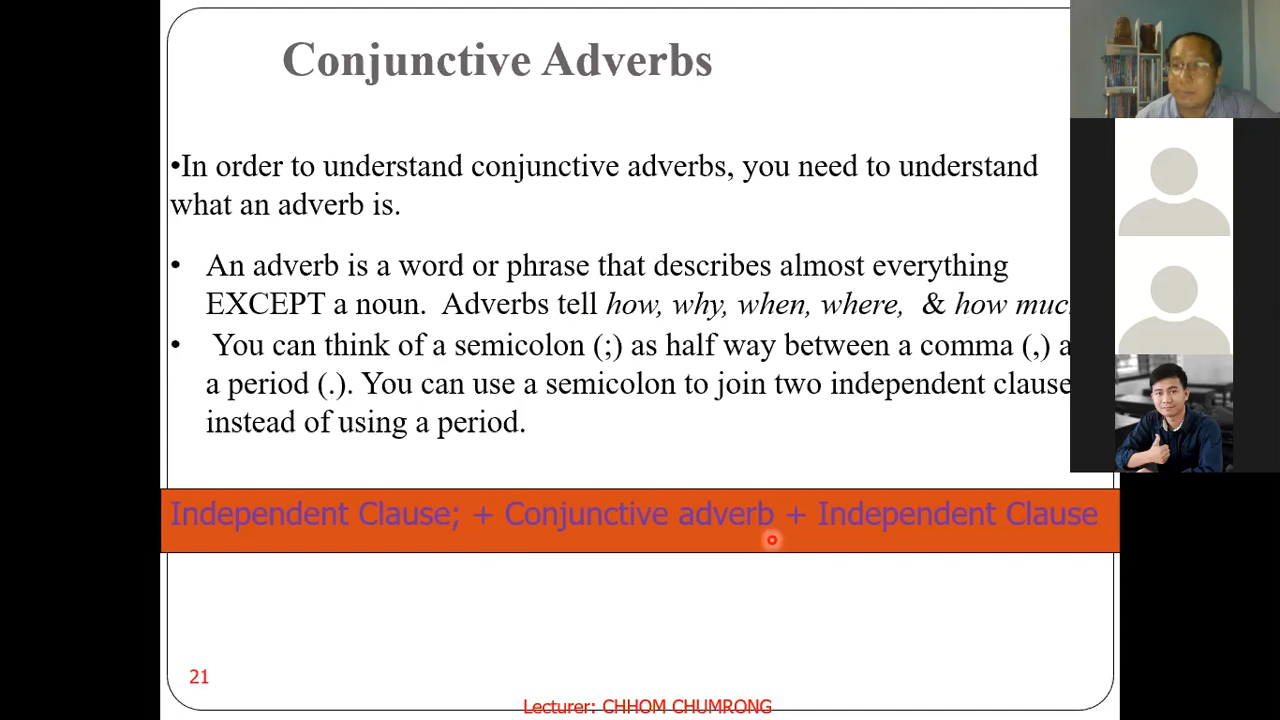 Conjunctive Adverbs
•In order to understand conjunctive adverbs, you need to understand
what an adverb is.
• An adverb is a word or phrase that describes almost everything
EXCEPT a noun. Adverbs tell how, why, when, where, & how
• You can think of a semicolon (;) as half way between a comma (,)
a period (.). You can use a semicolon to join two independent clause
instead of using a period.
Independent Clause; + Conjunctive adverb + Independent Clause
21
Lecturer: CHHOM CHUMRONG